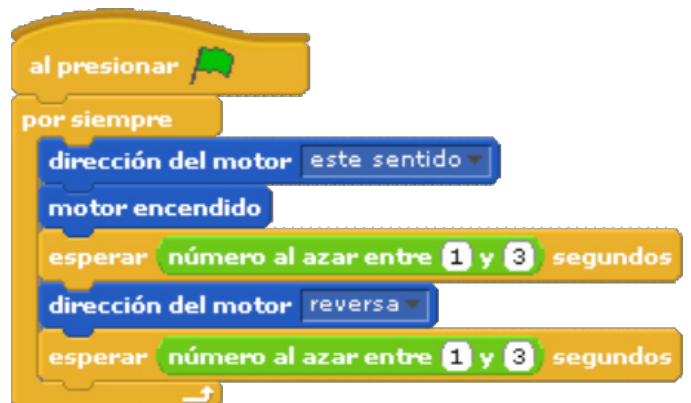 al presionar
por siempre
dirección del motor este sentido
motor encendido
esperar número al azar entre 1 y 3 segundos
dirección del motor reversa
esperar número al azar entre 1 y 3 segundos